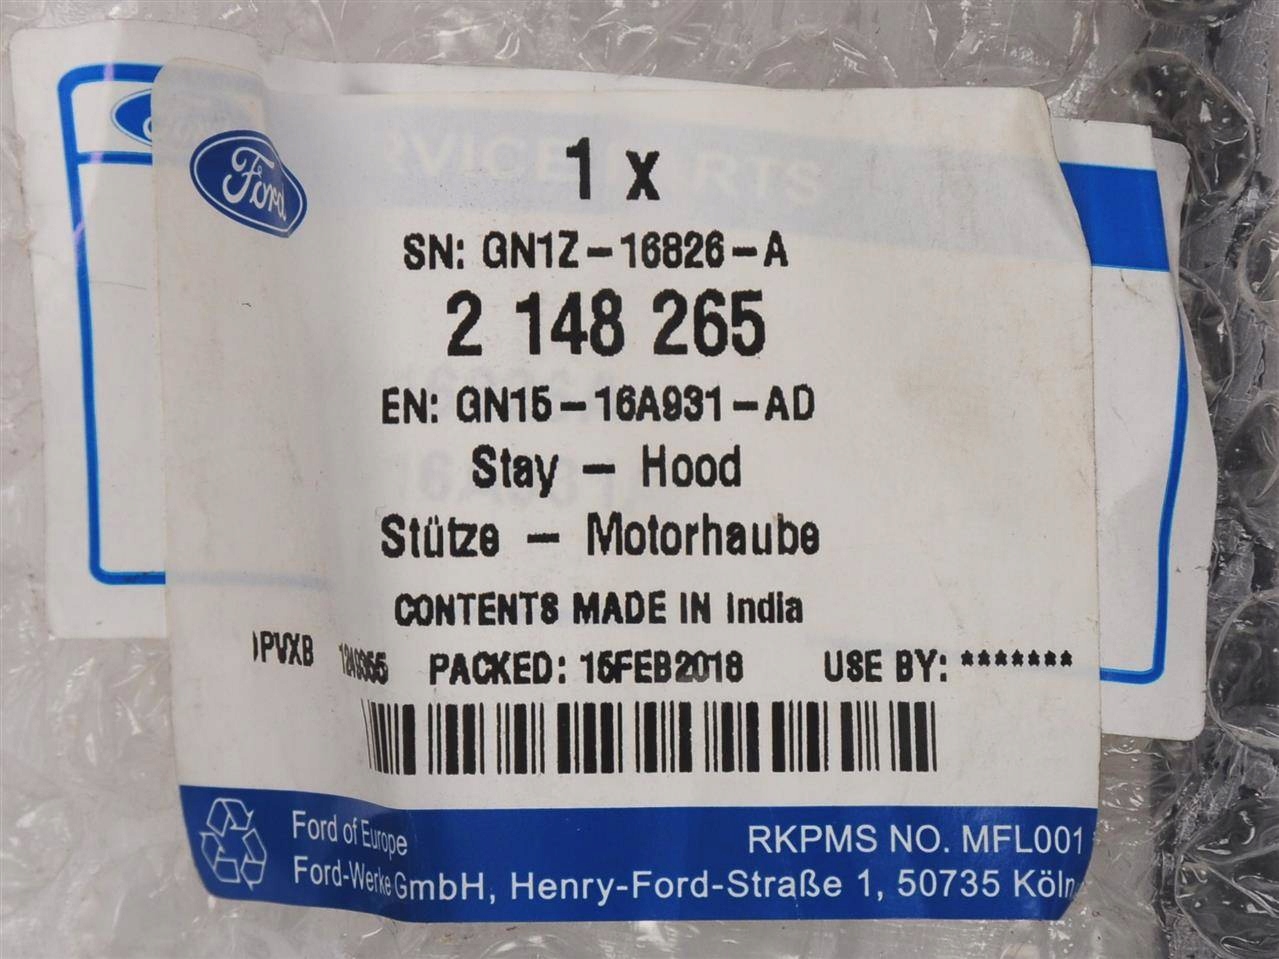 Ford
1 x
SN: GN1Z-16826-A
2 148 265
EN: GN15-16A931-AD
Stay - Hood
Stütze - Motorhaube
CONTENTS MADE IN India
PACKED: 15FEB2018 USE BY: *******
Ford of Europe
RKPMS NO. MFL001
Ford-Werke GmbH, Henry-Ford-Straße 1, 50735 Köln